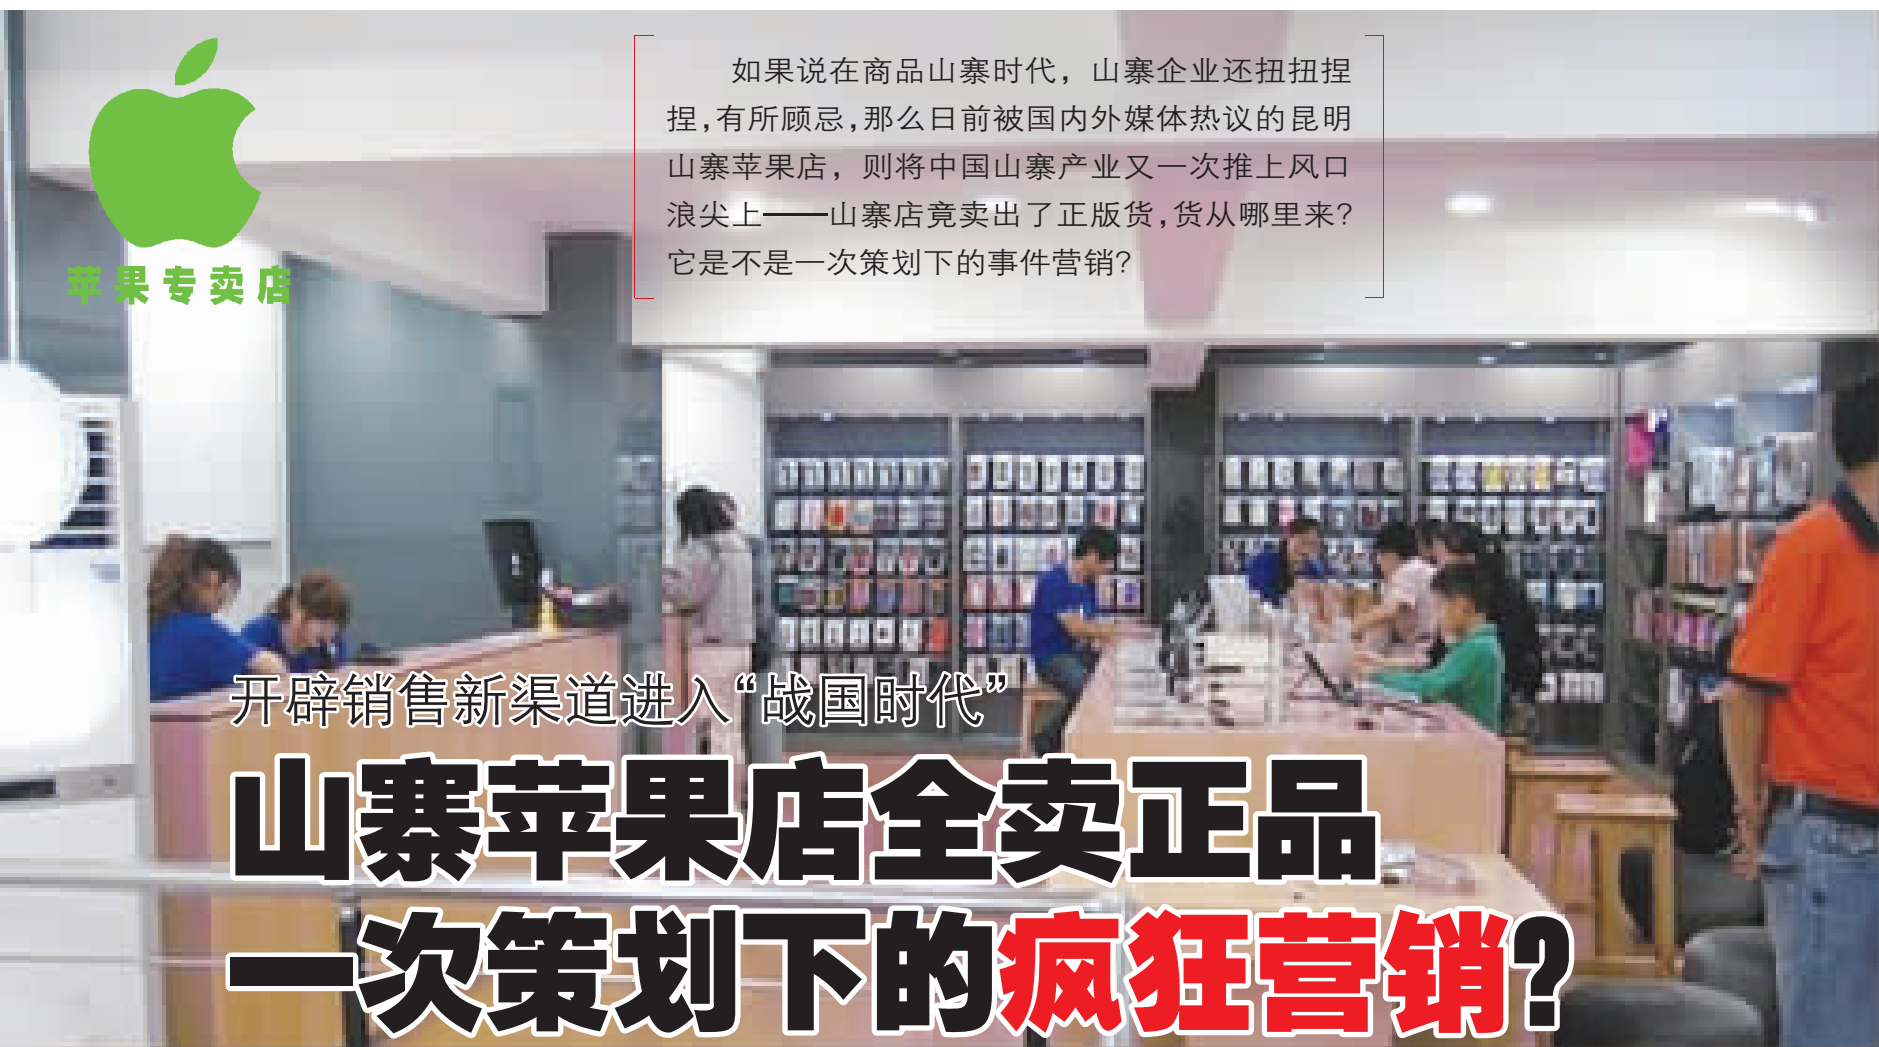 苹果专卖店
如果说在商品山寨时代，山寨企业还扭扭捏
捏，有所顾忌，那么日前被国内外媒体热议的昆明
山寨苹果店，则将中国山寨产业又一次推上风口
浪尖上——山寨店竟卖出了正版货，货从哪里来？
它是不是一次策划下的事件营销？
开辟销售新渠道进入“战国时代”
山寨苹果店全卖正品
一次策划下的疯狂营销？